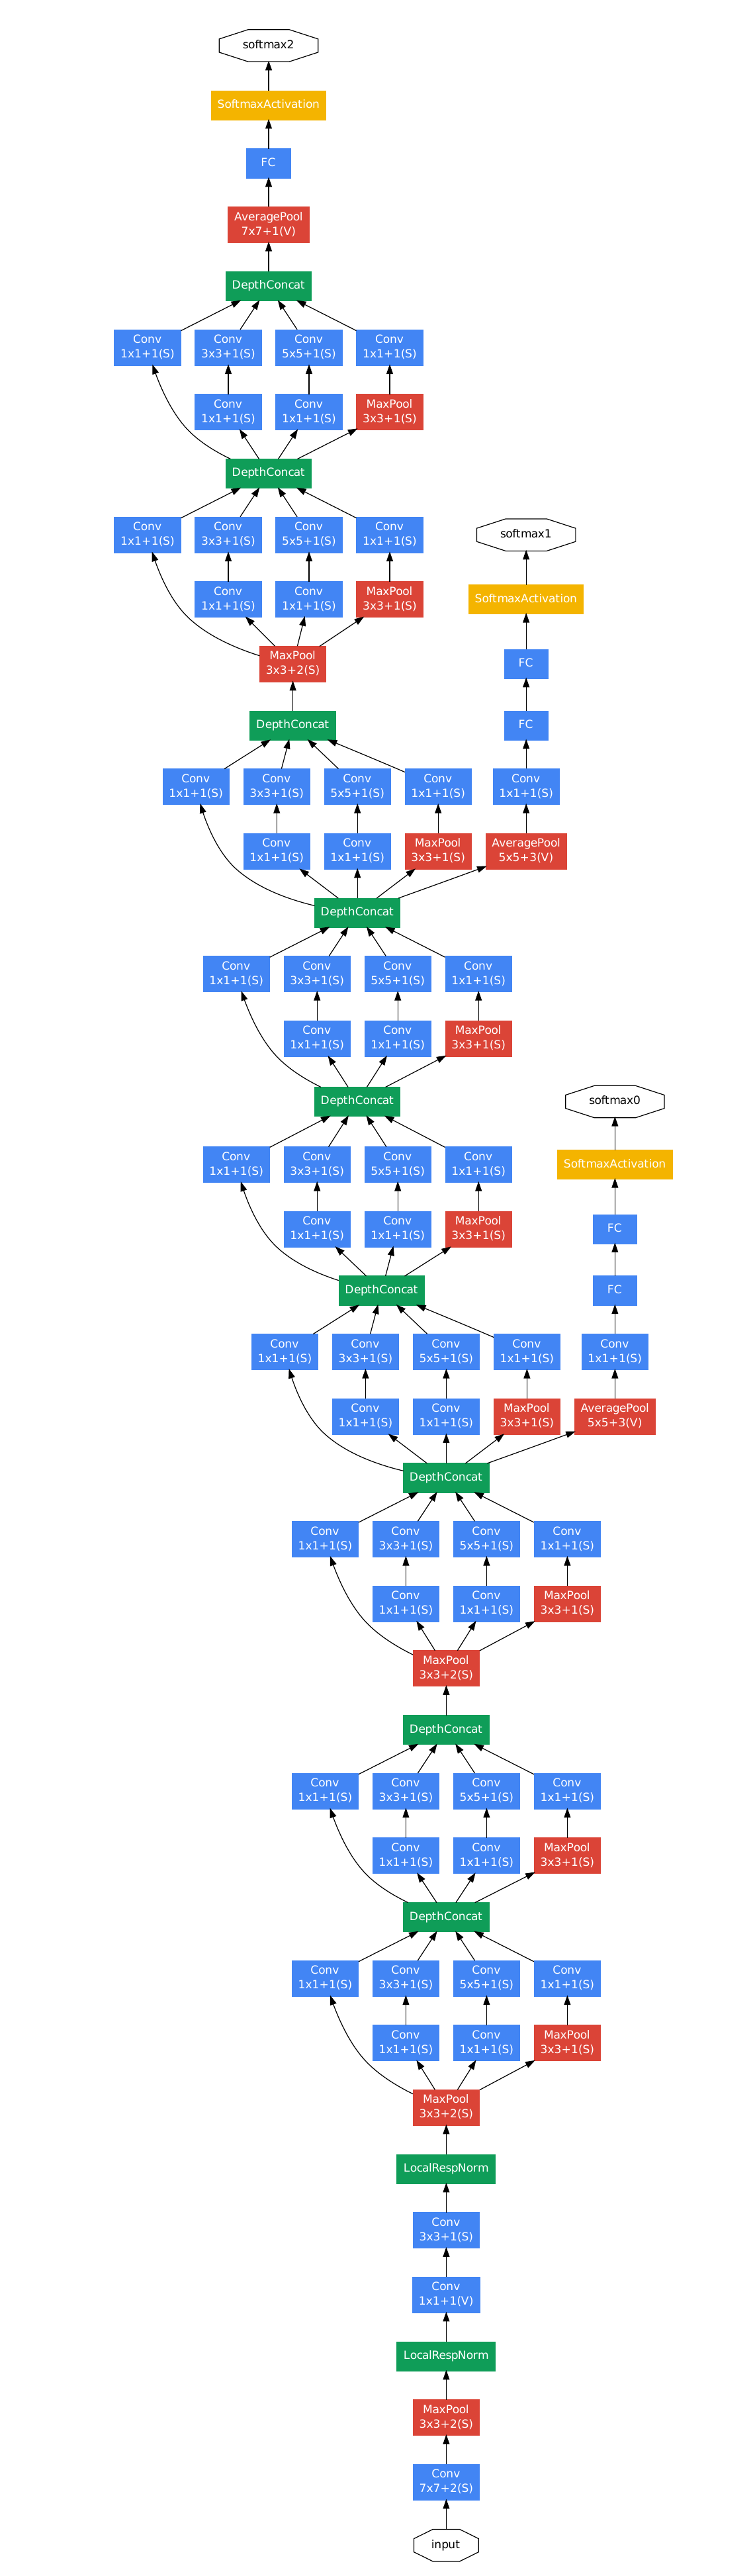 softmax2
SoftmaxActivation
FC
AveragePool
7x7+1(V)
DepthConcat
Conv Conv Conv Conv
1x1+1(S) 3x3+1(S) 5x5+1(S) 1x1+1(S)
Conv Conv MaxPool
1x1+1(S) 1x1+1(S) 3x3+1(S)
DepthConcat
Conv Conv Conv Conv softmax1
1x1+1(S) 3x3+1(S) 5x5+1(S) 1x1+1(S)
Conv Conv MaxPool SoftmaxActivation
1x1+1(S) 1x1+1(S) 3x3+1(S)
MaxPool FC
3x3+2(S)
DepthConcat FC
Conv Conv Conv Conv Conv
1x1+1(S) 3x3+1(S) 5x5+1(S) 1x1+1(S) 1x1+1(S)
Conv Conv MaxPool AveragePool
1x1+1(S) 1x1+1(S) 3x3+1(S) 5x5+3(V)
DepthConcat
Conv Conv Conv Conv
1x1+1(S) 3x3+1(S) 5x5+1(S) 1x1+1(S)
Conv Conv MaxPool
1x1+1(S) 1x1+1(S) 3x3+1(S)
DepthConcat softmax0
Conv Conv Conv Conv SoftmaxActivation
1x1+1(S) 3x3+1(S) 5x5+1(S) 1x1+1(S)
Conv Conv MaxPool FC
1x1+1(S) 1x1+1(S) 3x3+1(S)
DepthConcat FC
Conv Conv Conv Conv Conv
1x1+1(S) 3x3+1(S) 5x5+1(S) 1x1+1(S) 1x1+1(S)
Conv Conv MaxPool AveragePool
1x1+1(S) 1x1+1(S) 3x3+1(S) 5x5+3(V)
DepthConcat
Conv Conv Conv Conv
1x1+1(S) 3x3+1(S) 5x5+1(S) 1x1+1(S)
Conv Conv MaxPool
1x1+1(S) 1x1+1(S) 3x3+1(S)
MaxPool
3x3+2(S)
DepthConcat
Conv Conv Conv Conv
1x1+1(S) 3x3+1(S) 5x5+1(S) 1x1+1(S)
Conv Conv MaxPool
1x1+1(S) 1x1+1(S) 3x3+1(S)
DepthConcat
Conv Conv Conv Conv
1x1+1(S) 3x3+1(S) 5x5+1(S) 1x1+1(S)
Conv Conv MaxPool
1x1+1(S) 1x1+1(S) 3x3+1(S)
MaxPool
3x3+2(S)
LocalRespNorm
Conv
3x3+1(S)
Conv
1x1+1(V)
LocalRespNorm
MaxPool
3x3+2(S)
Conv
7x7+2(S)
input